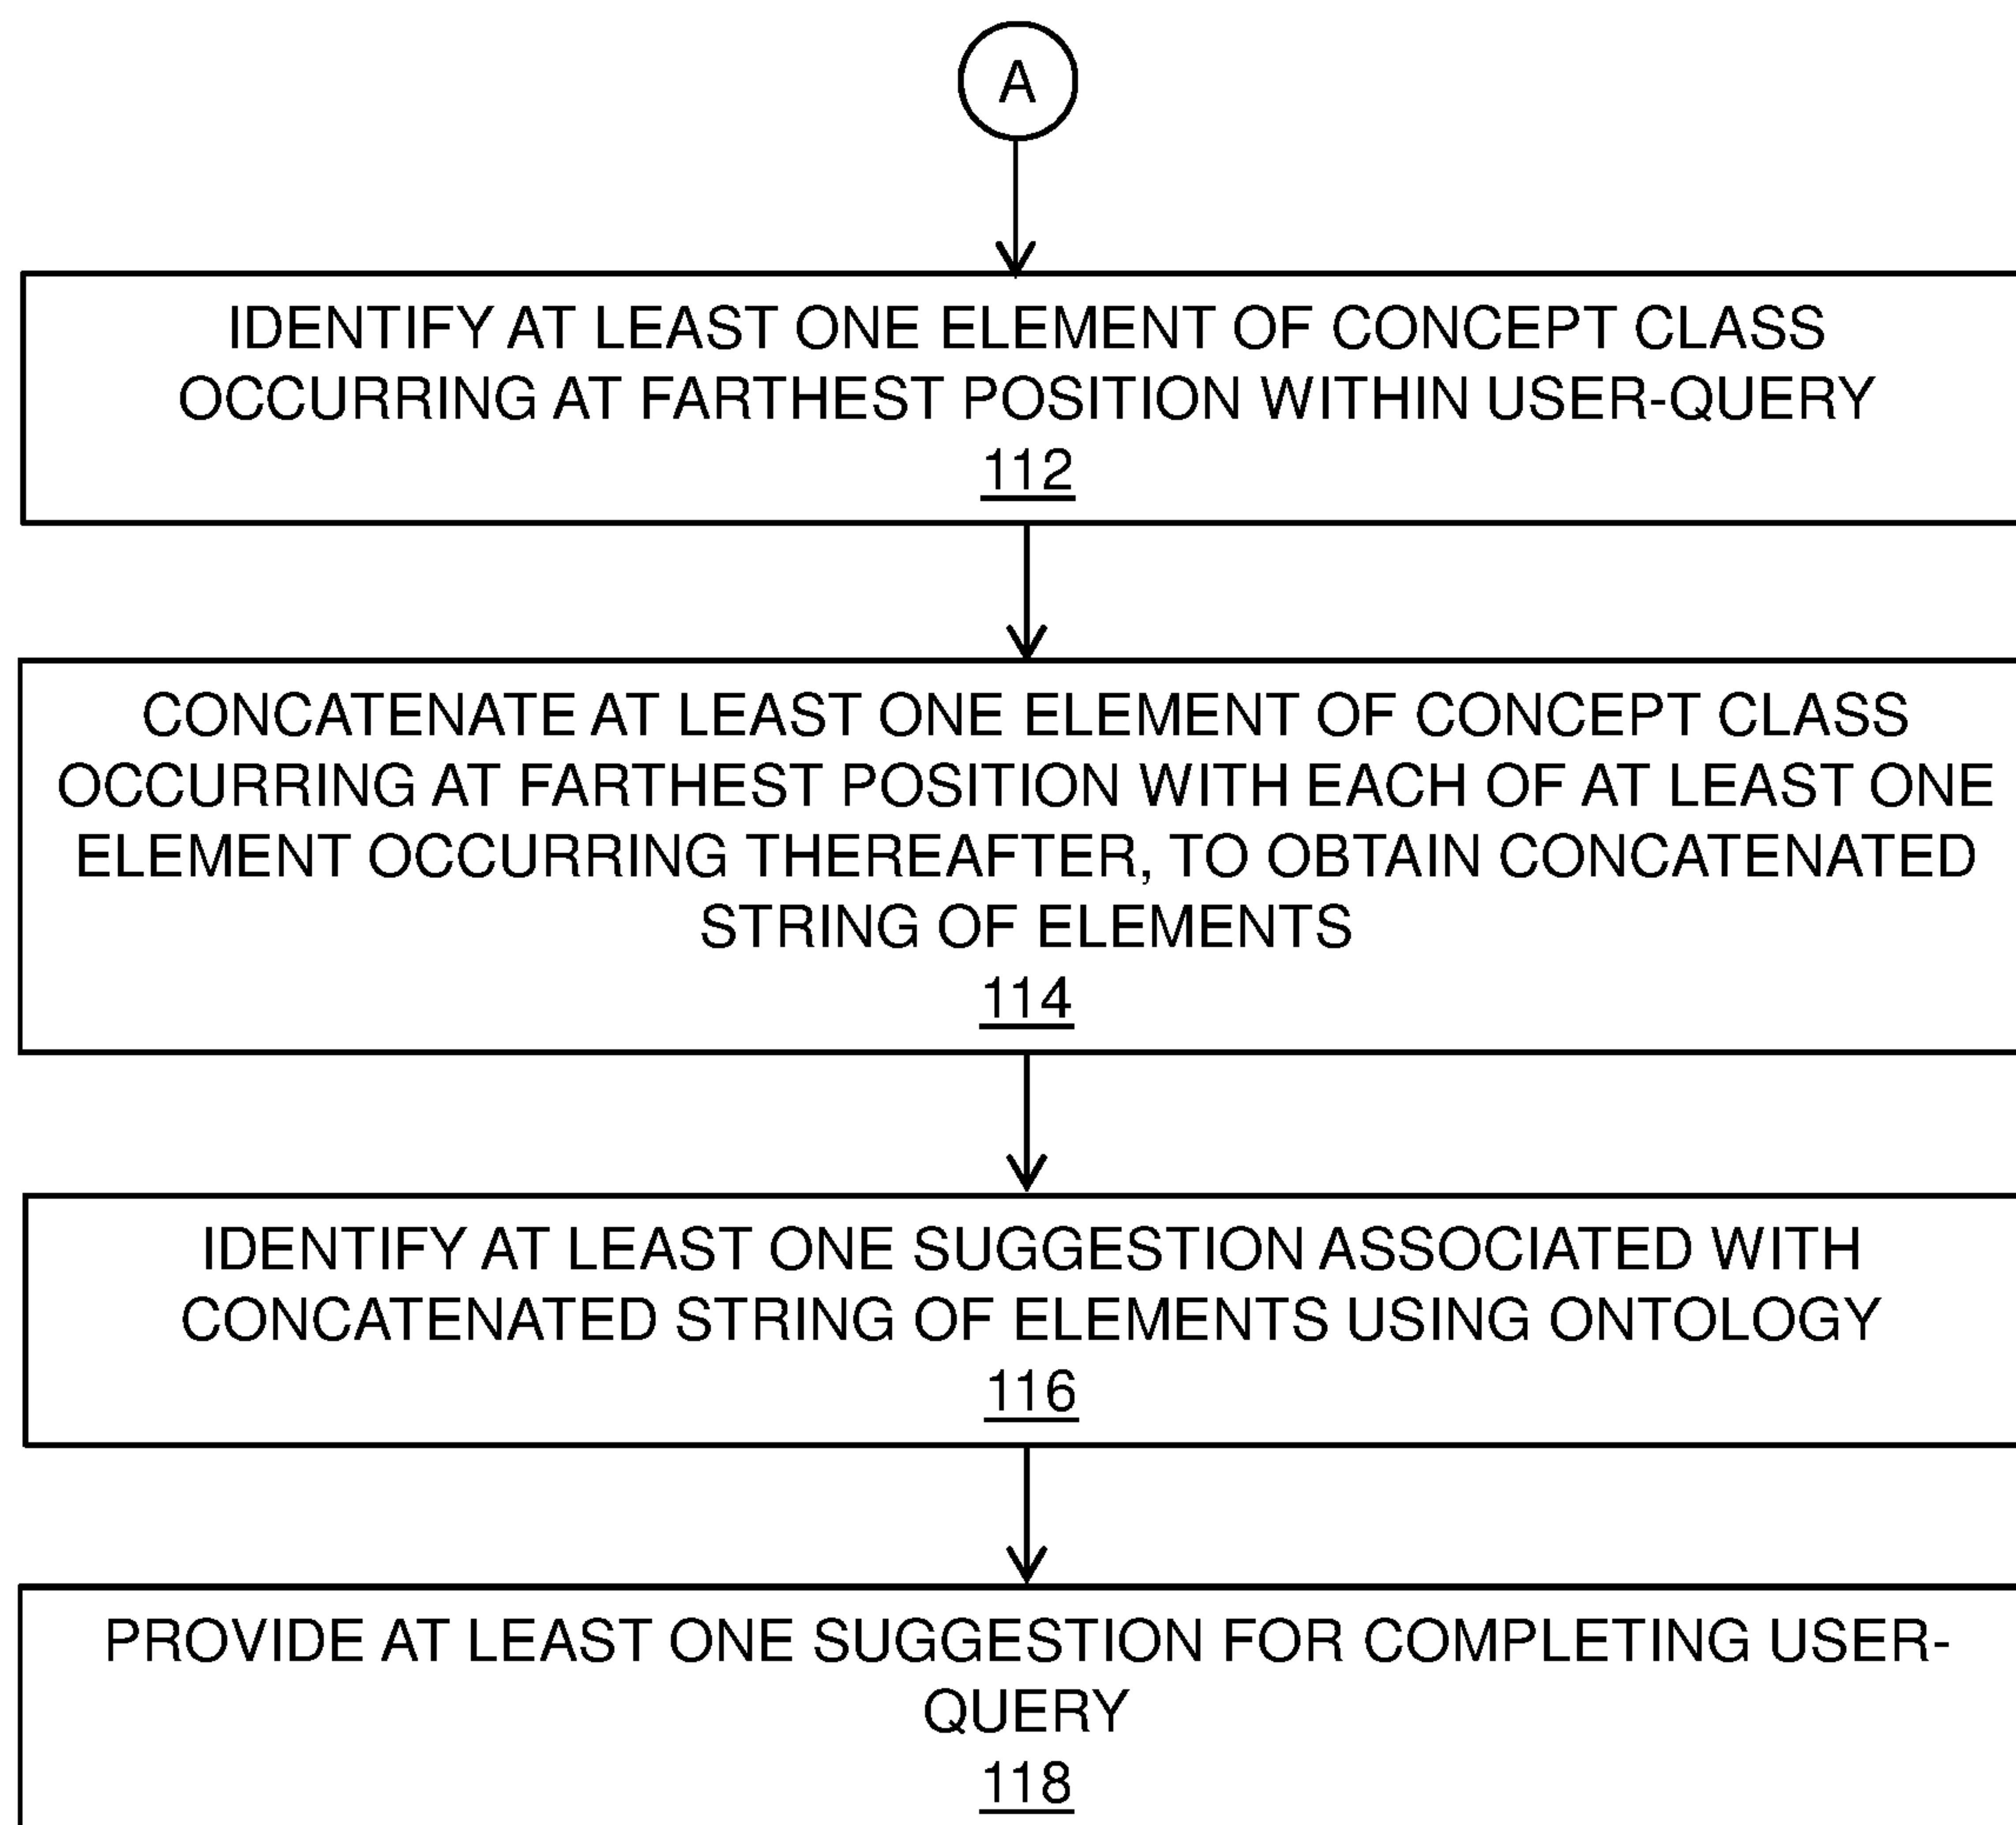 A
IDENTIFY AT LEAST ONE ELEMENT OF CONCEPT CLASS
OCCURRING AT FARTHEST POSITION WITHIN USER-QUERY
112
CONCATENATE AT LEAST ONE ELEMENT OF CONCEPT CLASS
OCCURRING AT FARTHEST POSITION WITH EACH OF AT LEAST ONE
ELEMENT OCCURRING THEREAFTER, TO OBTAIN CONCATENATED
STRING OF ELEMENTS
114
IDENTIFY AT LEAST ONE SUGGESTION ASSOCIATED WITH
CONCATENATED STRING OF ELEMENTS USING ONTOLOGY
116
PROVIDE AT LEAST ONE SUGGESTION FOR COMPLETING USER-
QUERY
118